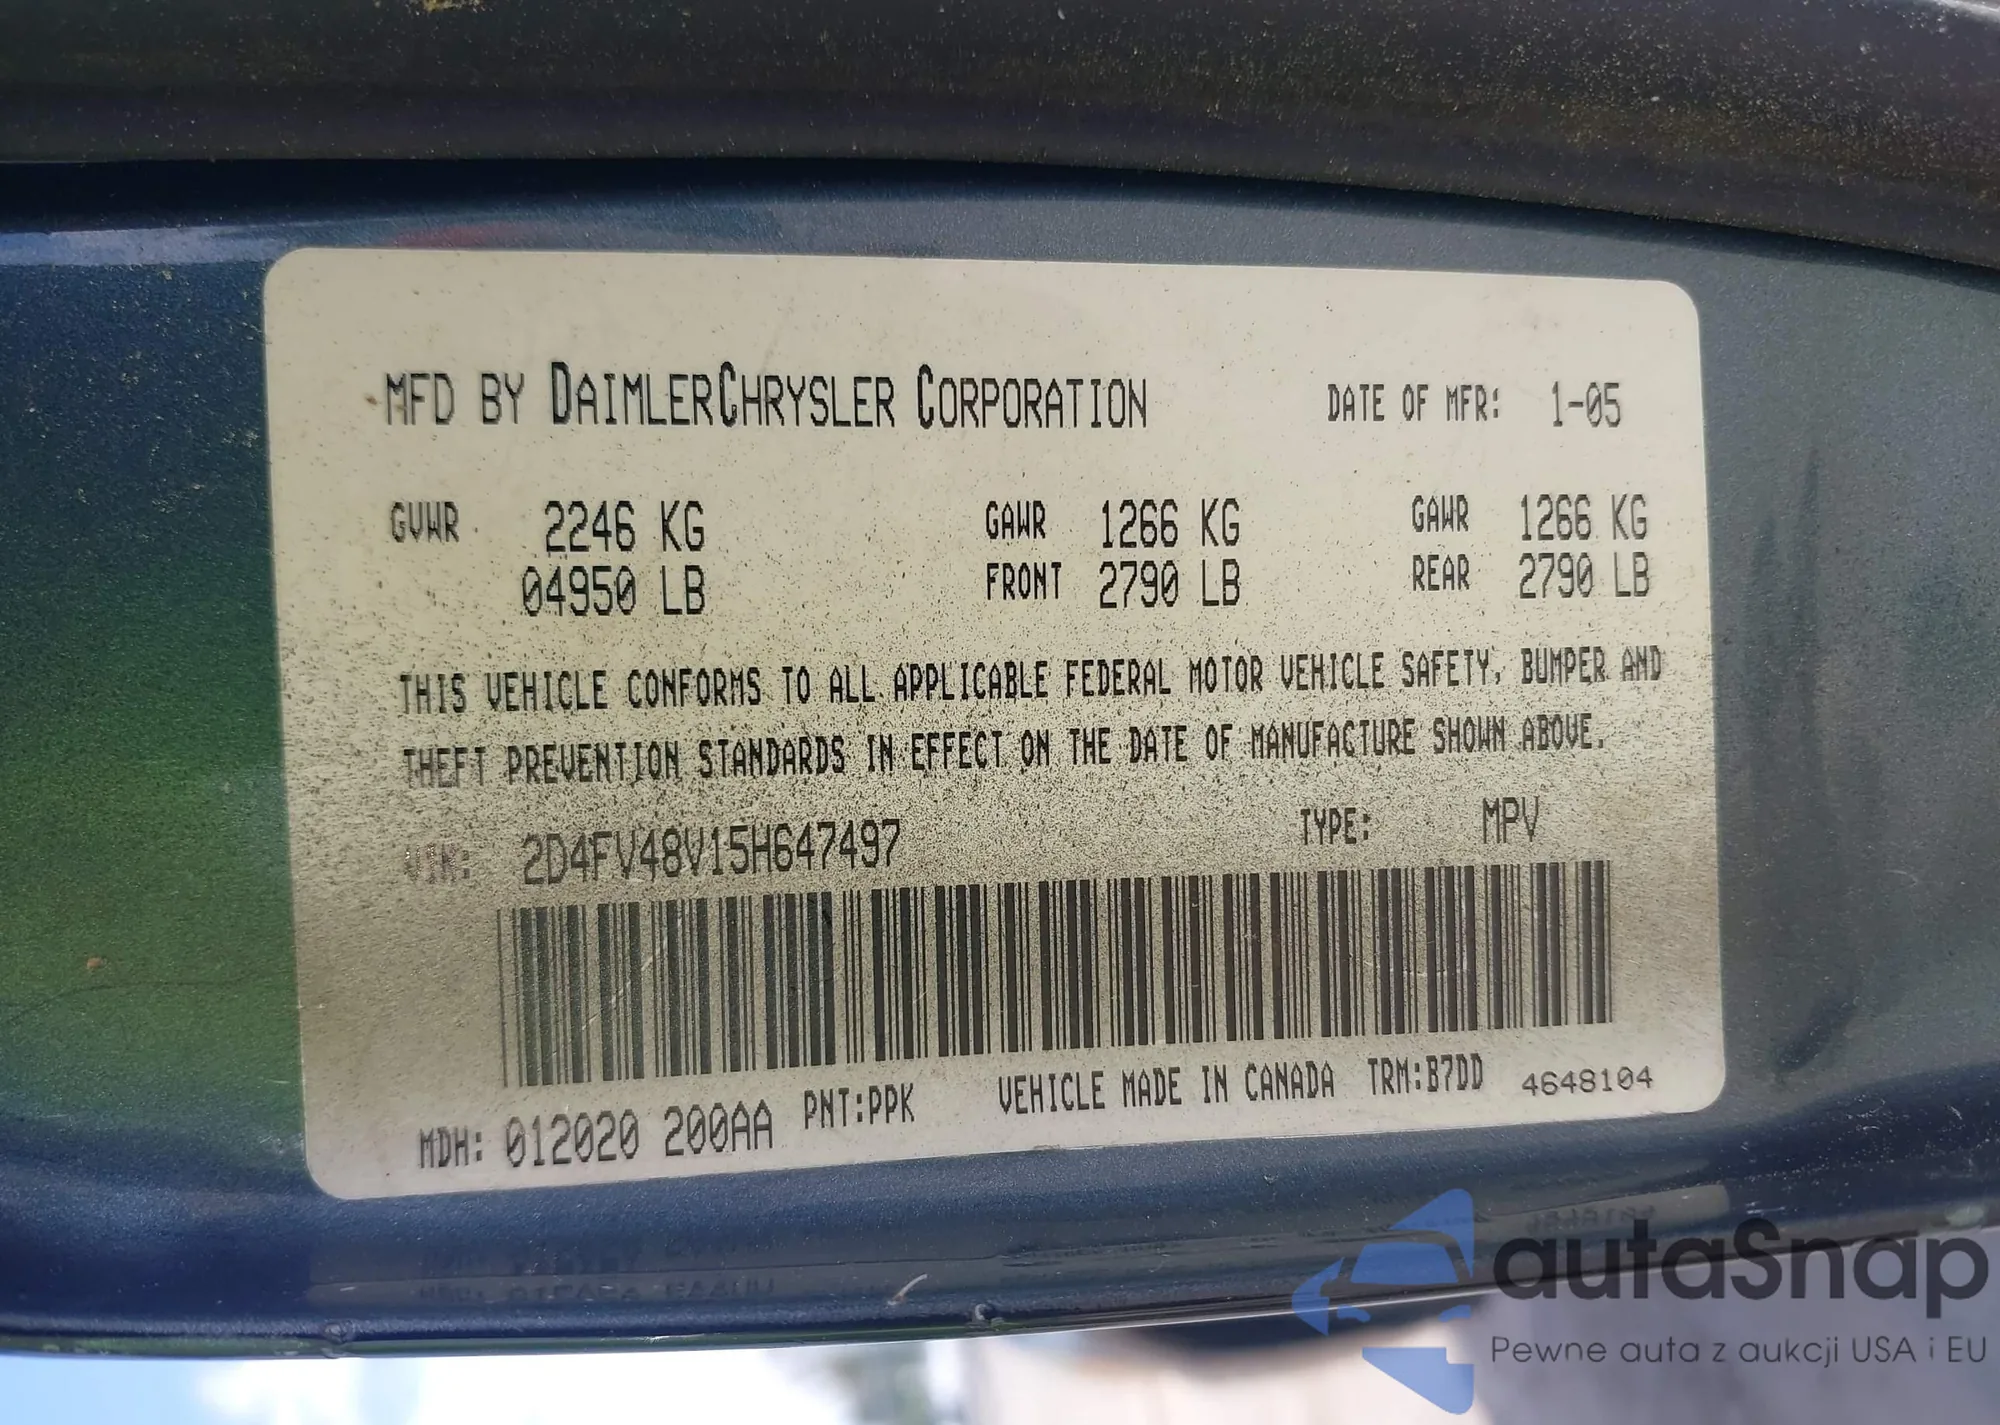 MFD BY DAIMLERCHRYSLER CORPORATION DATE OF MFR: 1-05
GVWR 2246 KG GAWR 1266 KG GAWR 1266 KG
04950 LB FRONT 2790 LB REAR 2790 LB
THIS VEHICLE CONFORMS TO ALL APPLICABLE FEDERAL MOTOR VEHICLE SAFETY, BUMPER AND
THEFT PREVENTION STANDARDS IN EFFECT ON THE DATE OF MANUFACTURE SHOWN ABOVE.
VIN: 2D4FV48V15H647497 TYPE: MPV
MDH: 012020 200AA PNT:PPK VEHICLE MADE IN CANADA TRM:B7DD 4648104
autaSnap
Pewne auta z aukcji USA i EU